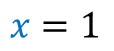 x = 1